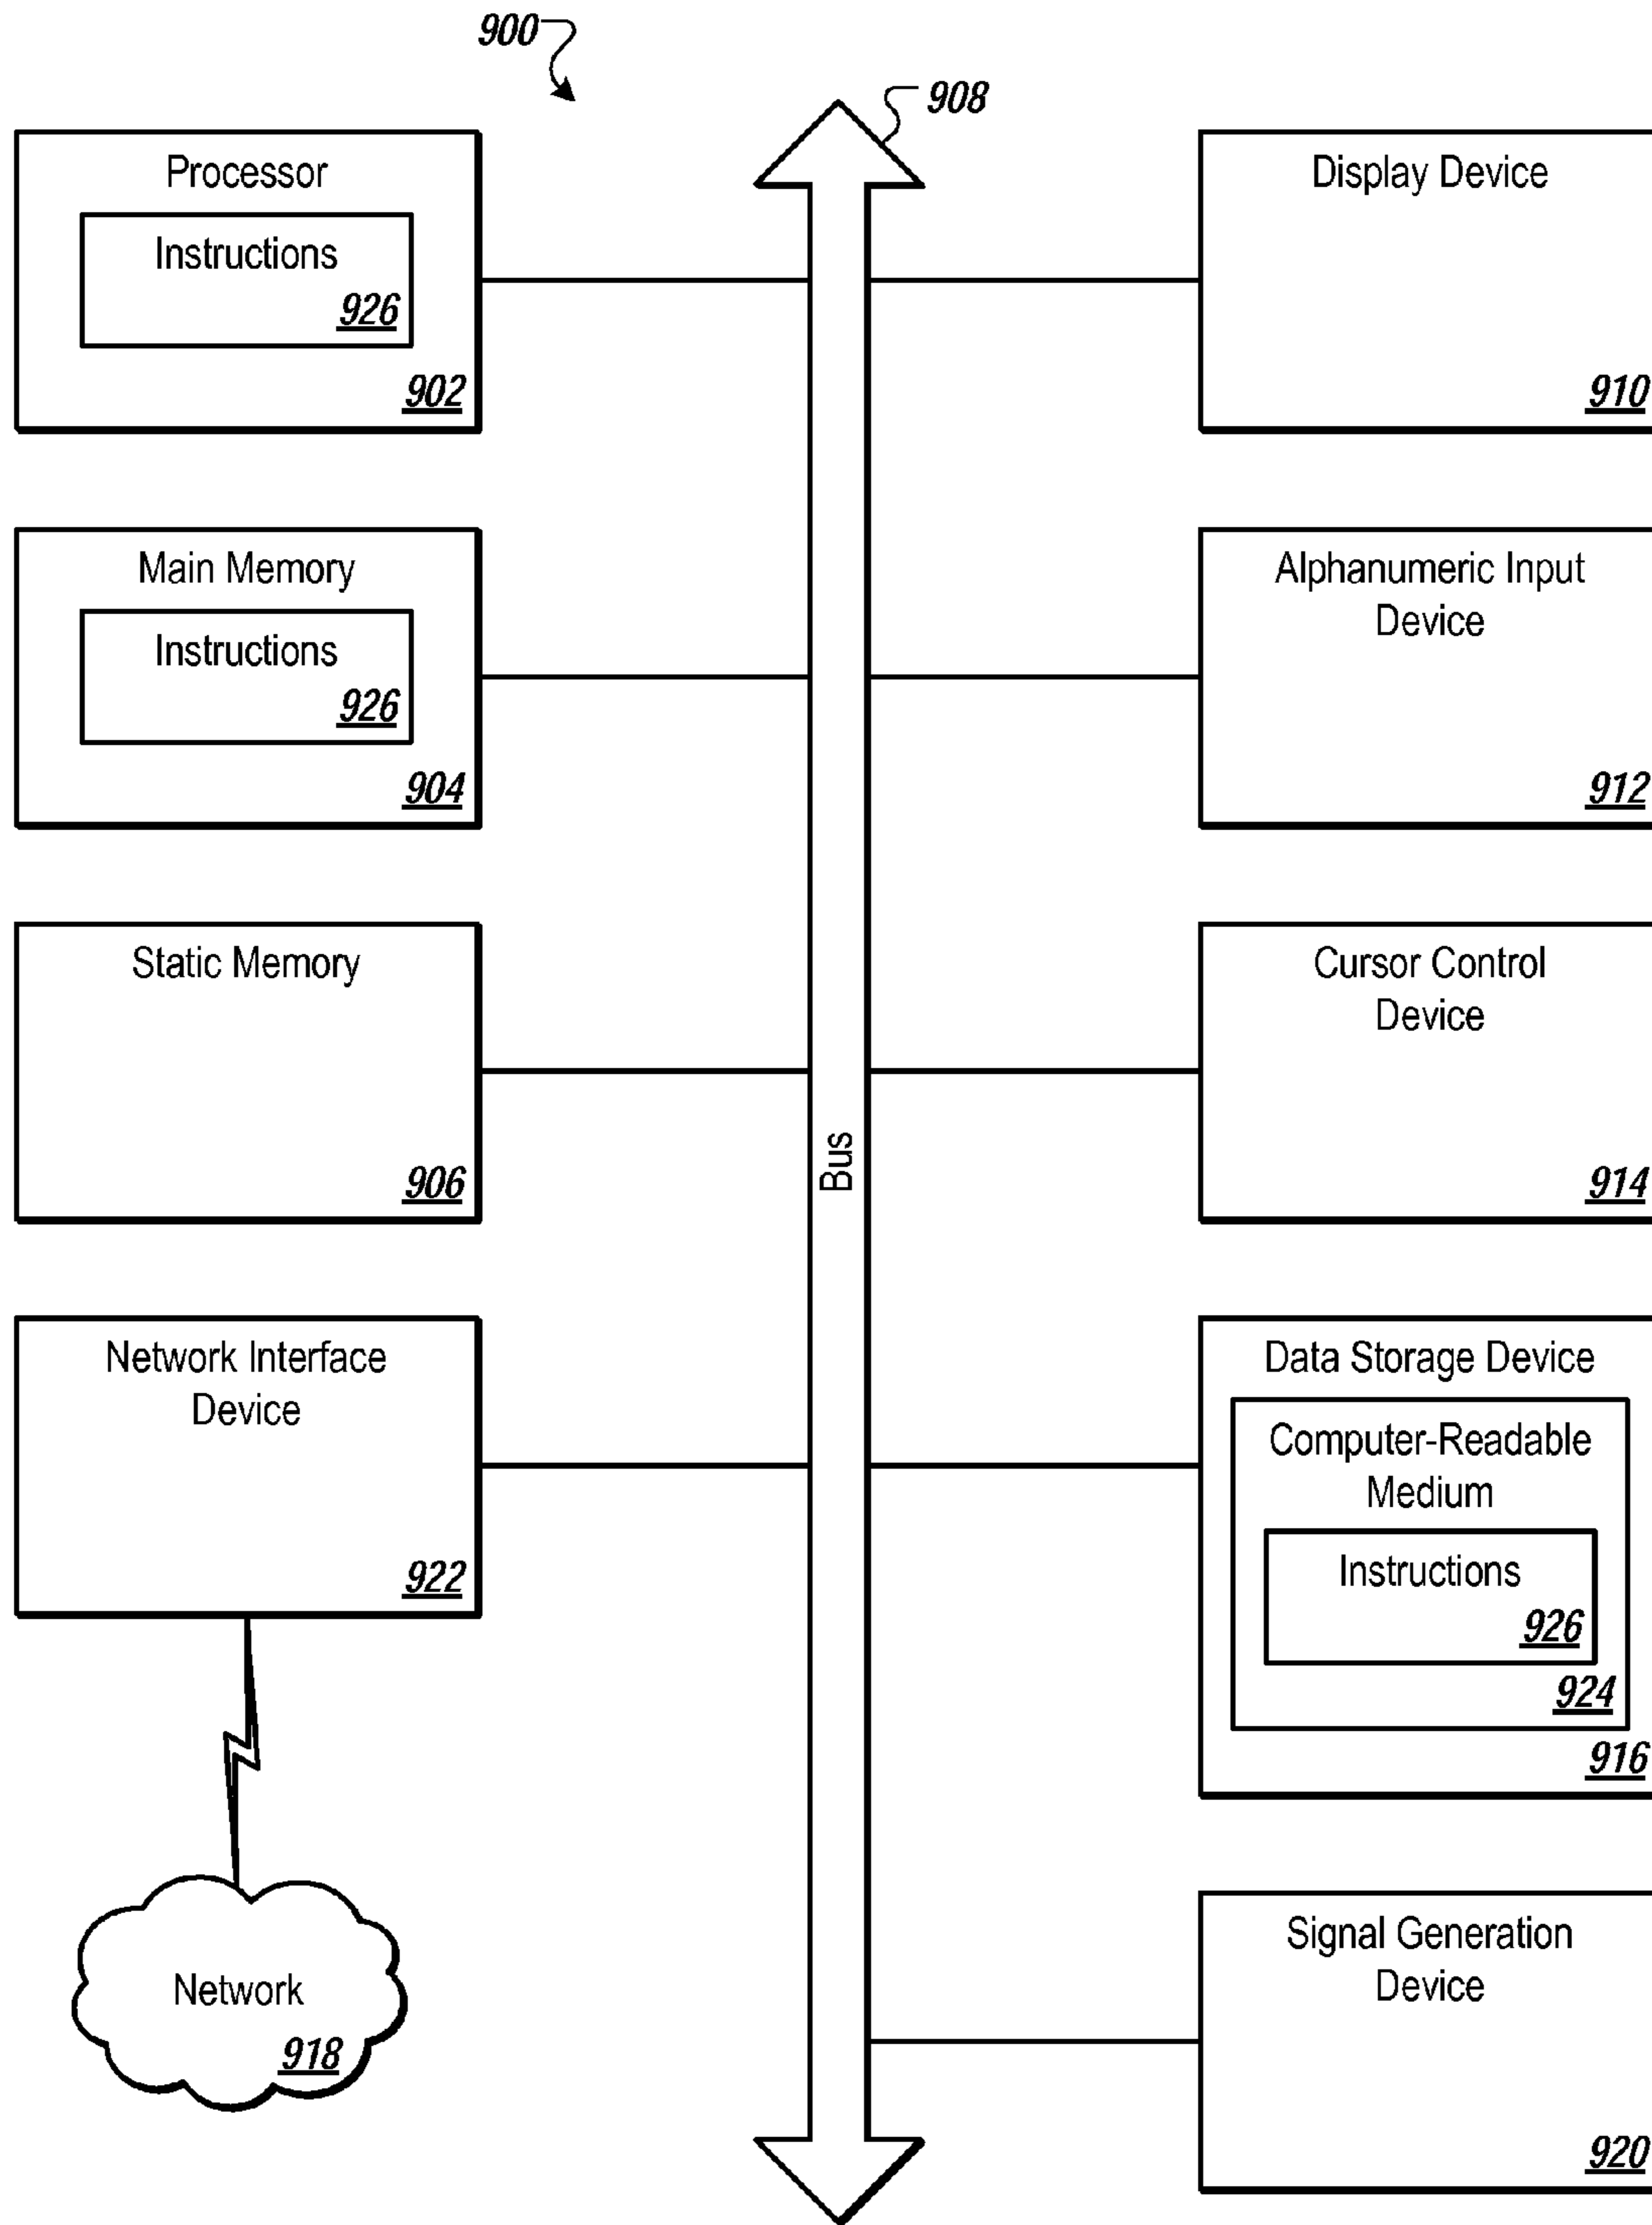 900
908
Processor
Instructions
926
902
Main Memory
Instructions
926
904
Static Memory
906
Network Interface
Device
922
Network
918
Bus
Display Device
910
Alphanumeric Input
Device
912
Cursor Control
Device
914
Data Storage Device
Computer-Readable
Medium
Instructions
926
924
916
Signal Generation
Device
920